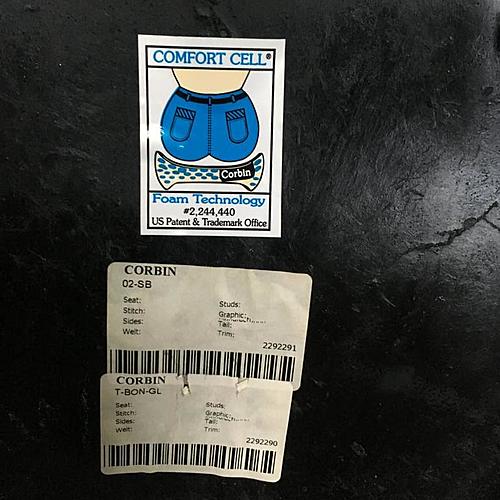 COMFORT CELL®
Corbin
Foam Technology
#2,244,440
US Patent & Trademark Office
CORBIN
02-SB
Seat: Studs:
Stitch: Graphic:
Sides: Tail:
Welt: Trim:
2292291
CORBIN
T-BON-GL
Seat: Studs:
Stitch: Graphic:
Sides: Tail:
Welt: Trim:
2292290